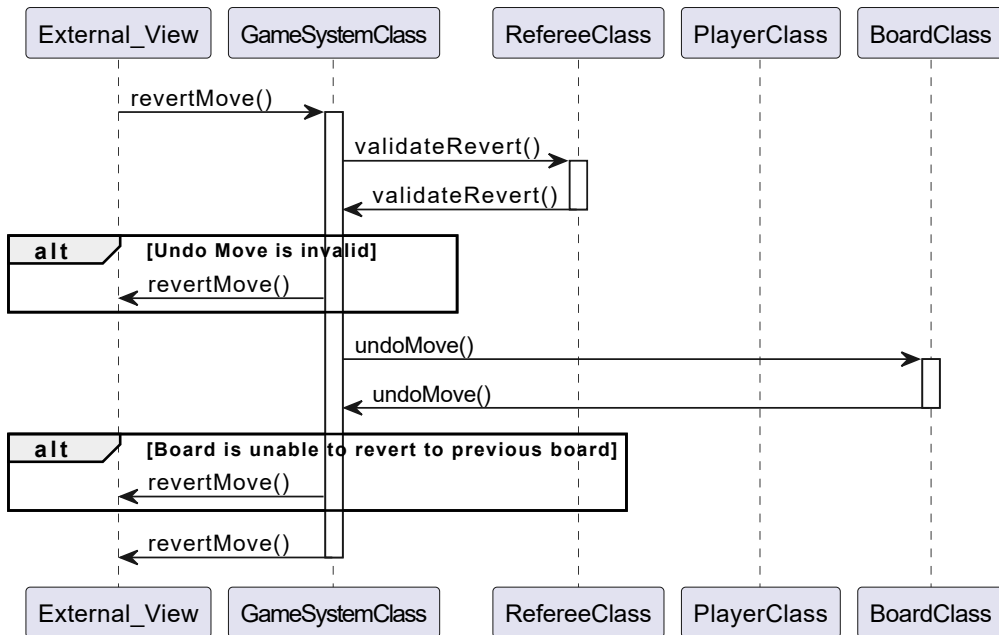 External_View GameSystemClass RefereeClass PlayerClass BoardClass
revertMove()
validateRevert()
validateRevert()
alt [Undo Move is invalid]
revertMove()
undoMove()
undoMove()
alt [Board is unable to revert to previous board]
revertMove()
revertMove()
External_View GameSystemClass RefereeClass PlayerClass BoardClass